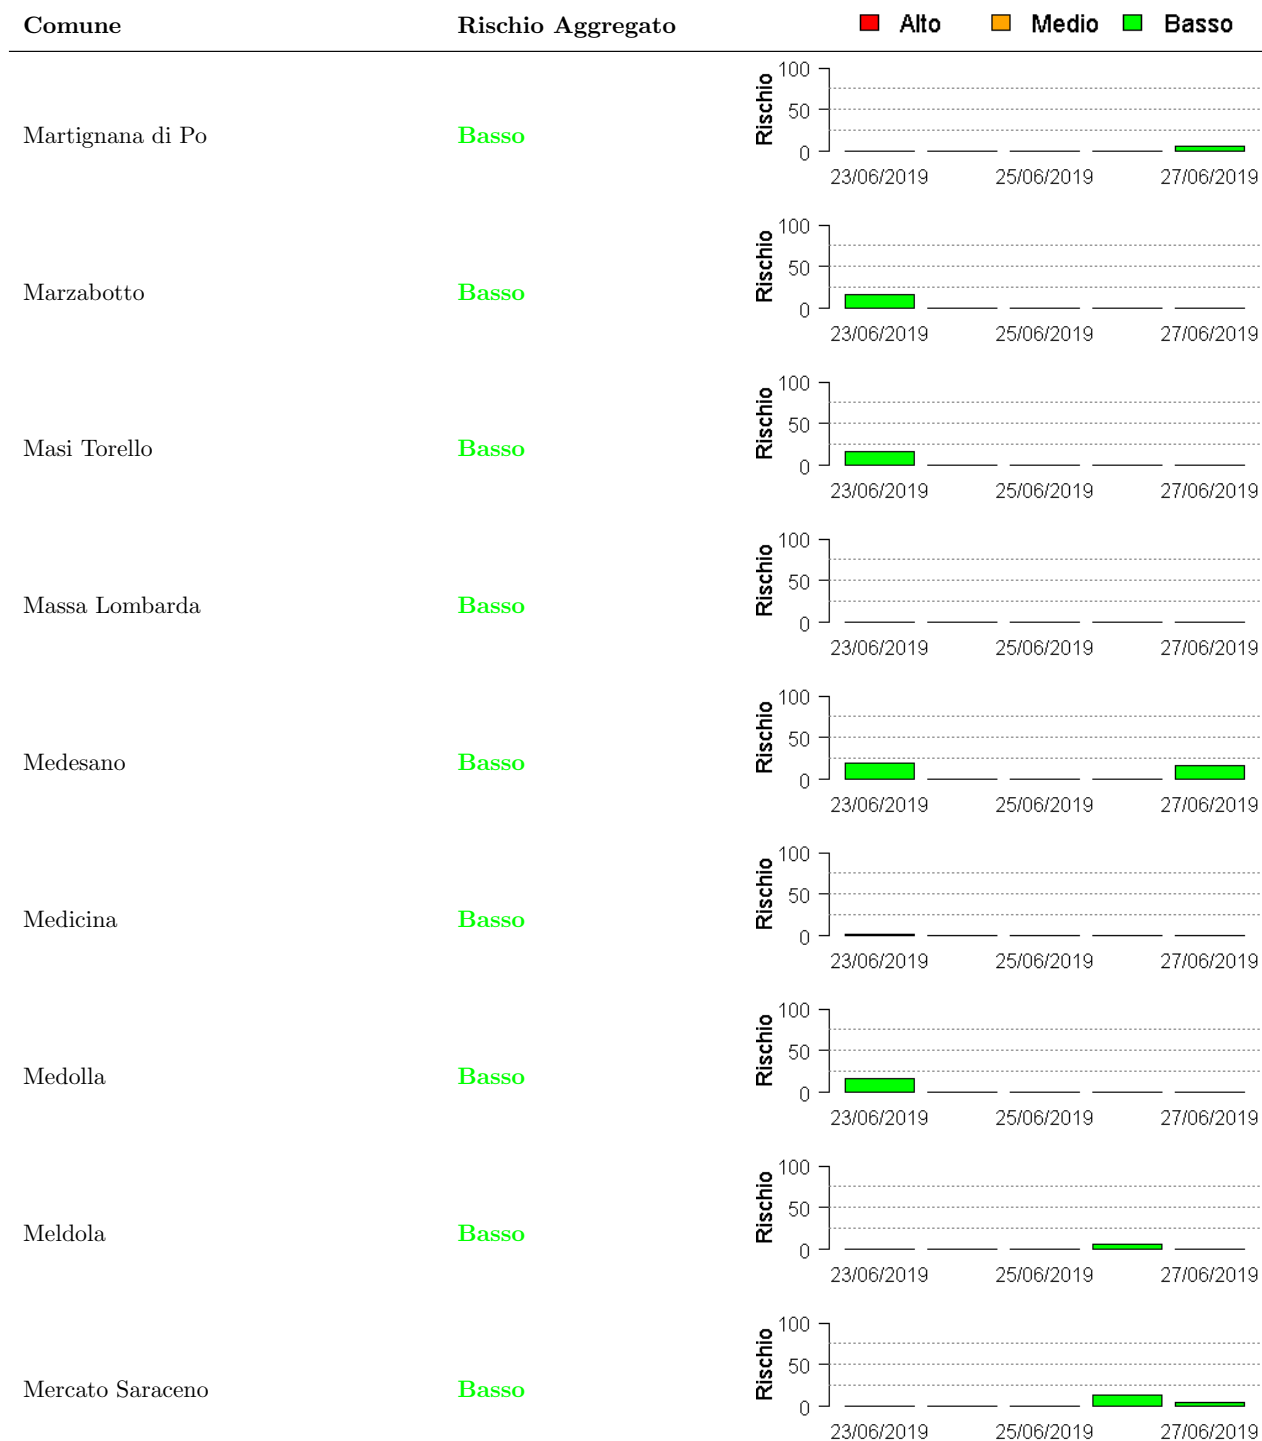 Comune Rischio Aggregato Alto Medio Basso
Martignana di Po Basso Rischio 100 50 0
23/06/2019 25/06/2019 27/06/2019
Marzabotto Basso Rischio 100 50 0
23/06/2019 25/06/2019 27/06/2019
Masi Torello Basso Rischio 100 50 0
23/06/2019 25/06/2019 27/06/2019
Massa Lombarda Basso Rischio 100 50 0
23/06/2019 25/06/2019 27/06/2019
Medesano Basso Rischio 100 50 0
23/06/2019 25/06/2019 27/06/2019
Medicina Basso Rischio 100 50 0
23/06/2019 25/06/2019 27/06/2019
Medolla Basso Rischio 100 50 0
23/06/2019 25/06/2019 27/06/2019
Meldola Basso Rischio 100 50 0
23/06/2019 25/06/2019 27/06/2019
Mercato Saraceno Basso Rischio 100 50 0
23/06/2019 25/06/2019 27/06/2019